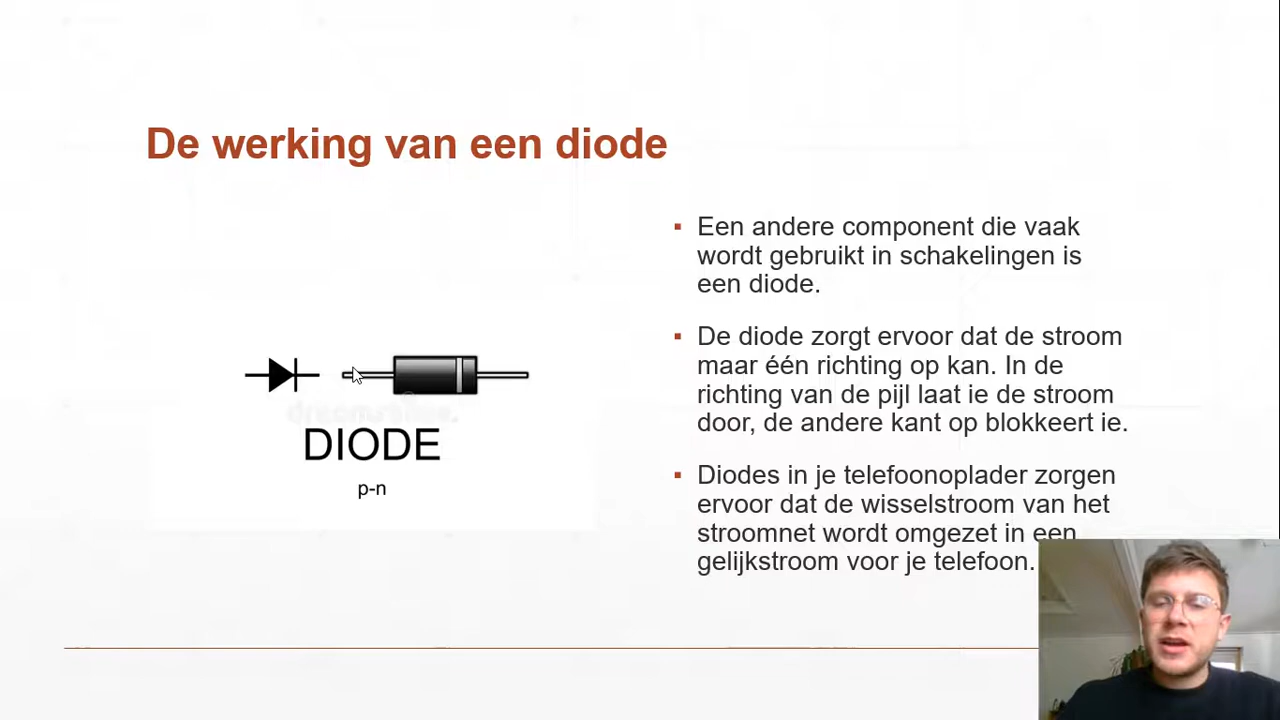 De werking van een diode
▪ Een andere component die vaak
wordt gebruikt in schakelingen is
een diode.
▪ De diode zorgt ervoor dat de stroom
maar één richting op kan. In de
richting van de pijl laat ie de stroom
door, de andere kant op blokkeert ie.
▪ Diodes in je telefoonoplader zorgen
ervoor dat de wisselstroom van het
stroomnet wordt omgezet in een
gelijkstroom voor je telefoon.
DIODE
p-n